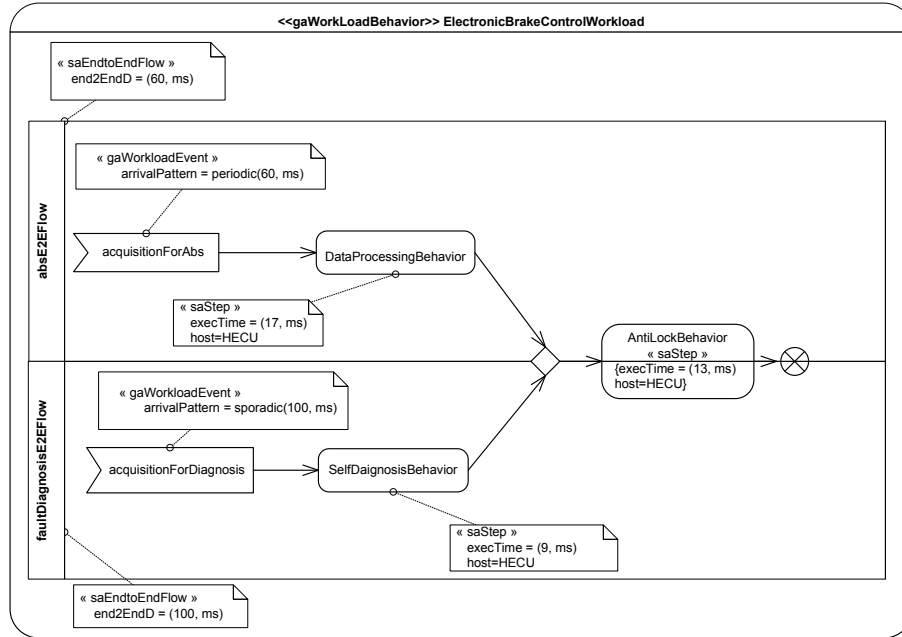 <<gaWorkLoadBehavior>> ElectronicBrakeControlWorkload
« saEndtoEndFlow »
end2EndD = (60, ms)
absE2EFlow
« gaWorkloadEvent »
arrivalPattern = periodic(60, ms)
acquisitionForAbs
DataProcessingBehavior
« saStep »
execTime = (17, ms)
host=HECU
AntiLockBehavior
« saStep »
{execTime = (13, ms)
host=HECU}
faultDiagnosisE2EFlow
« gaWorkloadEvent »
arrivalPattern = sporadic(100, ms)
acquisitionForDiagnosis
SelfDaignosisBehavior
« saStep »
execTime = (9, ms)
host=HECU
« saEndtoEndFlow »
end2EndD = (100, ms)